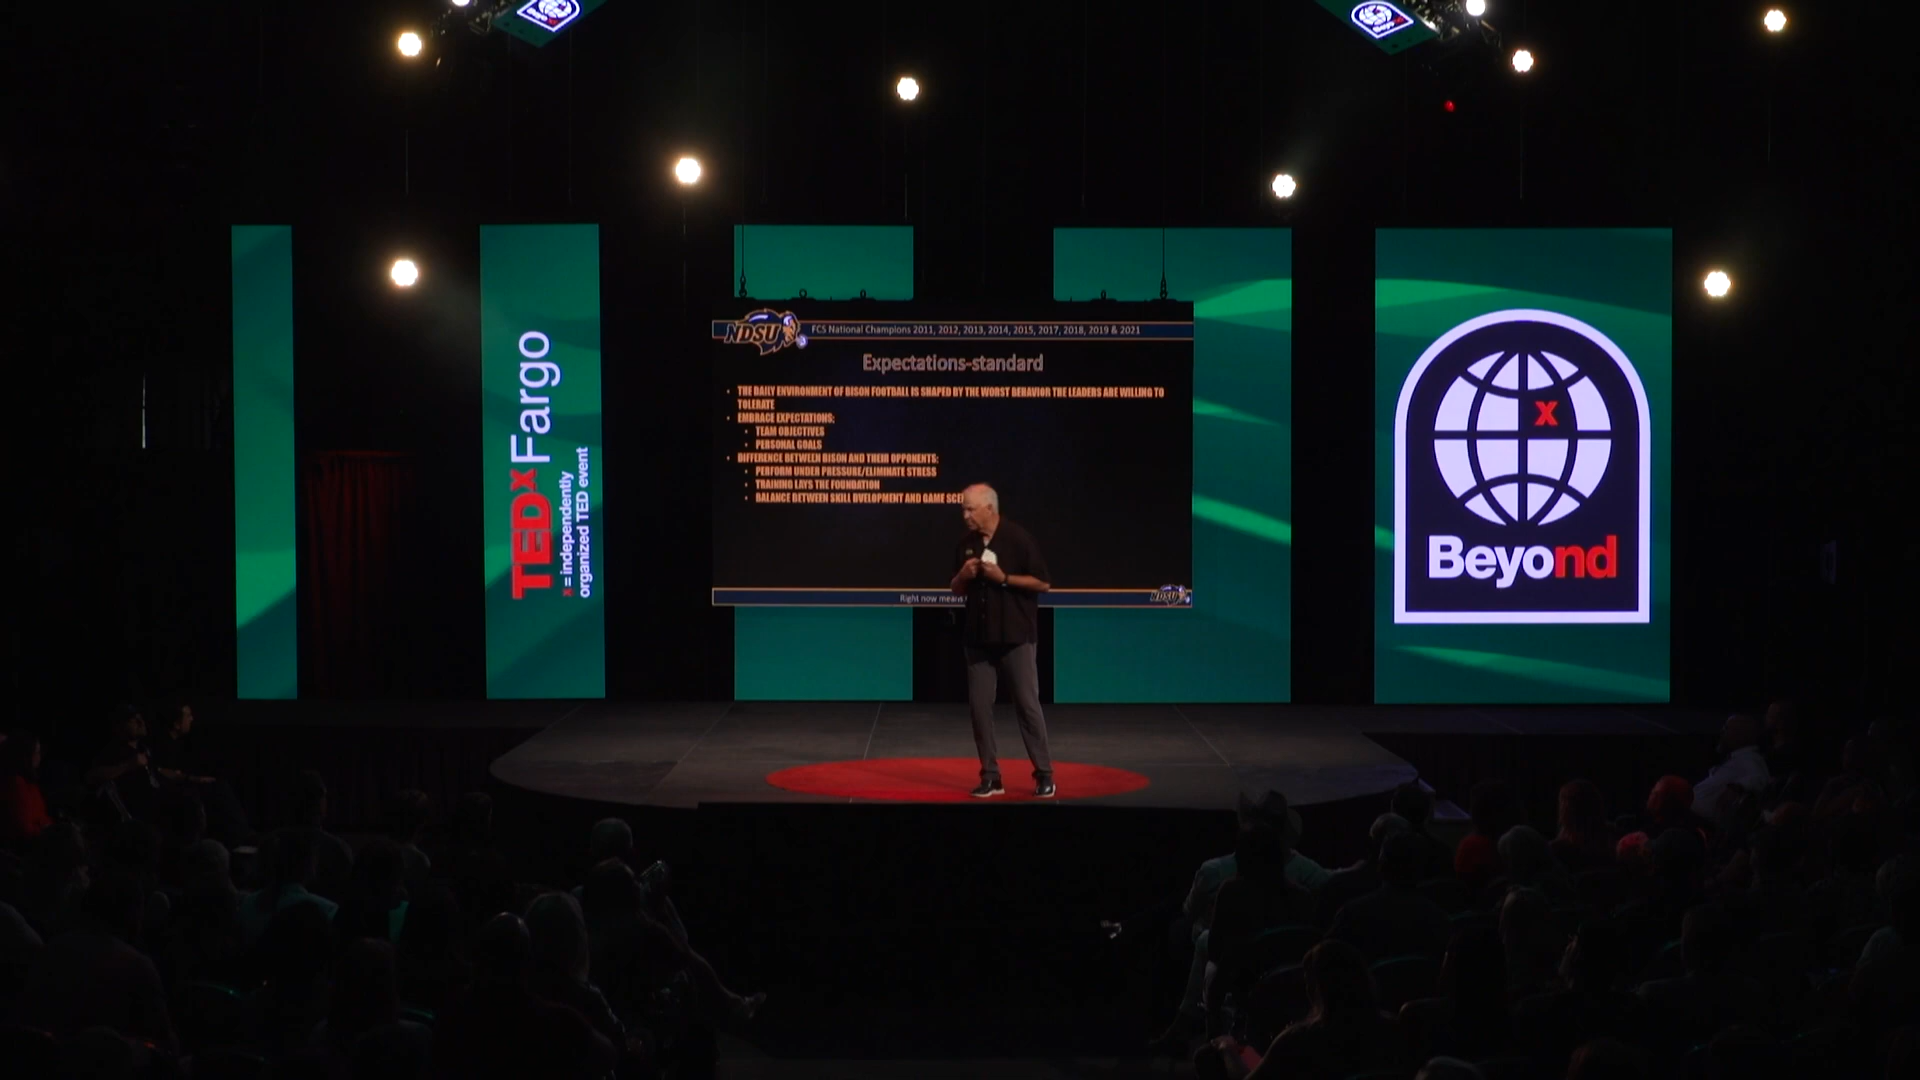 TEDxFargo
x = independently
organized TED event
NDSU
FCS National Champions 2011, 2012, 2013, 2014, 2015, 2017, 2018, 2019 & 2021
Expectations-standard
• THE DAILY ENVIRONMENT OF BISON FOOTBALL IS SHAPED BY THE WORST BEHAVIOR THE LEADERS ARE WILLING TO
TOLERATE
• EMBRACE EXPECTATIONS:
• TEAM OBJECTIVES
• PERSONAL GOALS
• DIFFERENCE BETWEEN BISON AND THEIR OPPONENTS:
• PERFORM UNDER PRESSURE/ELIMINATE STRESS
• TRAINING LAYS THE FOUNDATION
• BALANCE BETWEEN SKILL DVELOPMENT AND GAME
Right now means
NDSU
x
Beyond